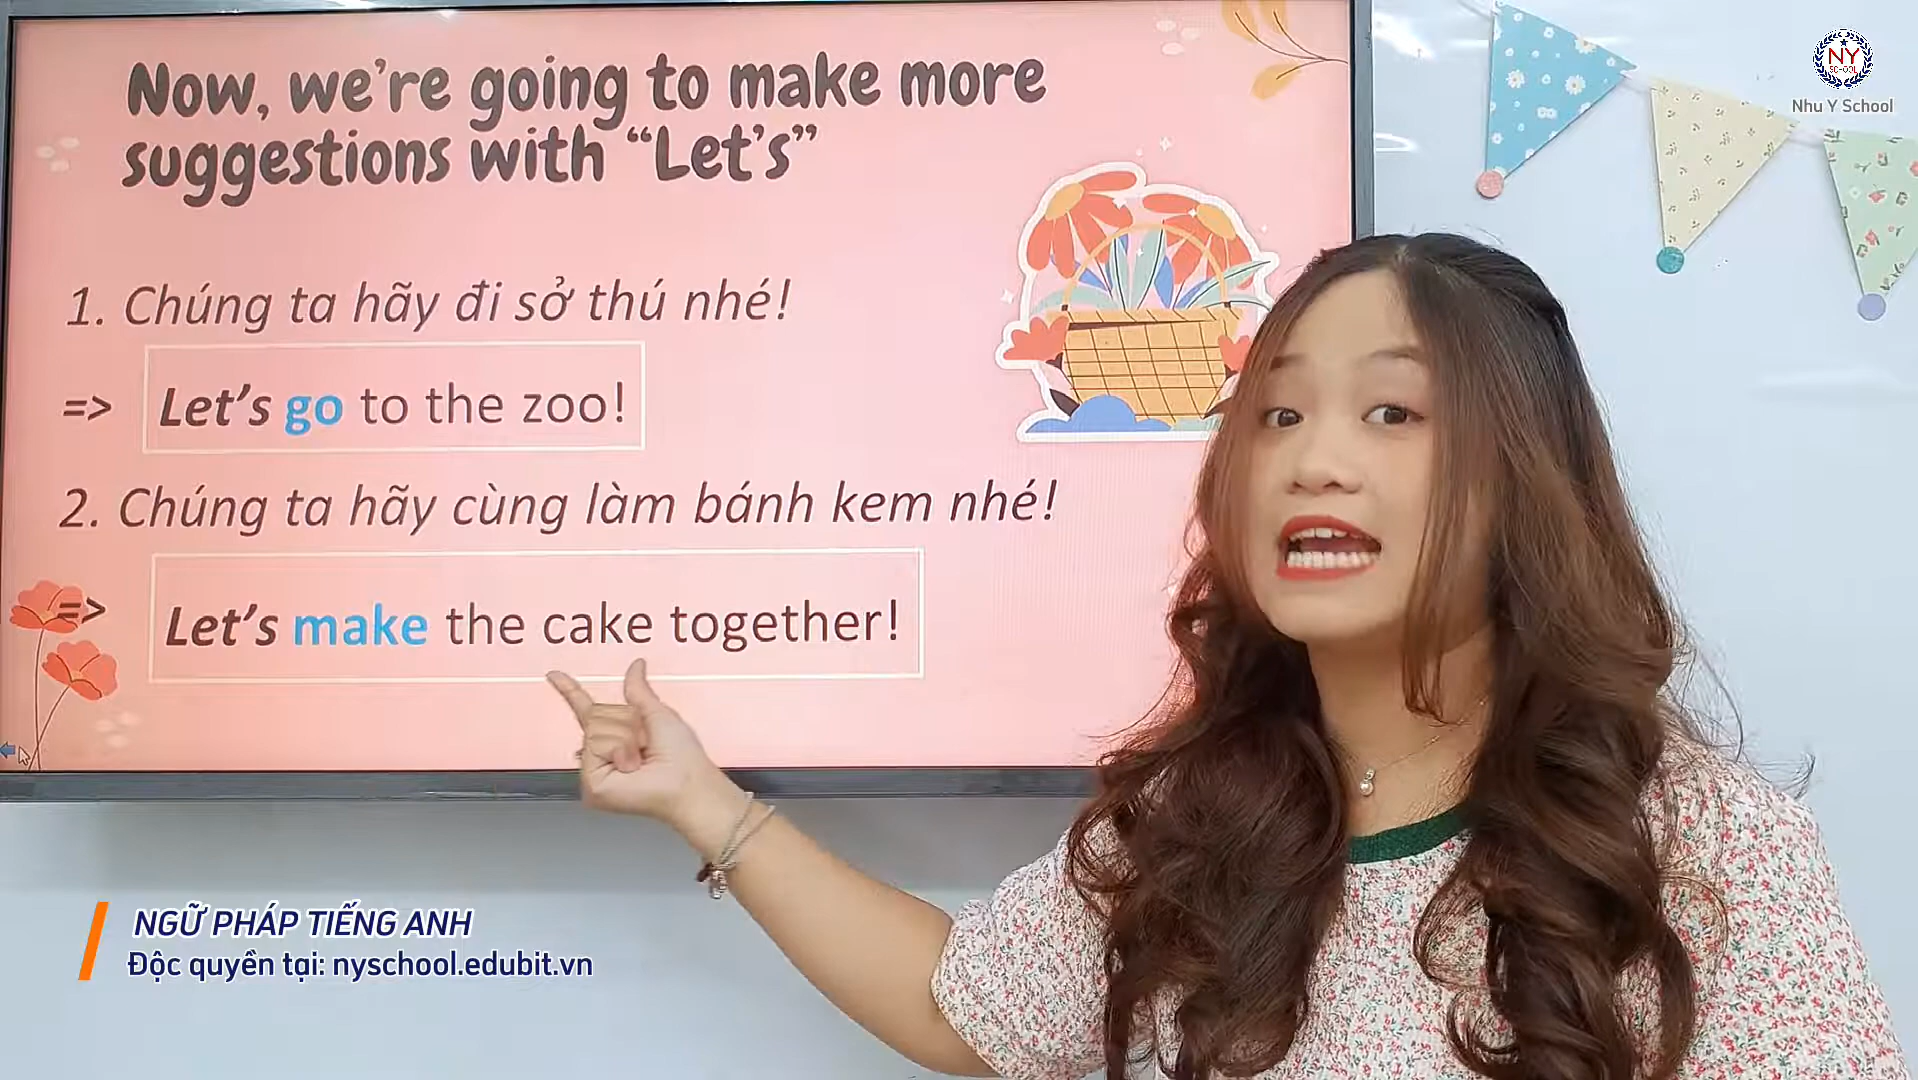 Now, we're going to make more
suggestions with “Let's”
1. Chúng ta hãy đi sở thú nhé!
=> Let's go to the zoo!
2. Chúng ta hãy cùng làm bánh kem nhé!
=> Let's make the cake together!
NY
SCHOOL
Nhu Y School
NGỮ PHÁP TIẾNG ANH
Độc quyền tại: nyschool.edubit.vn